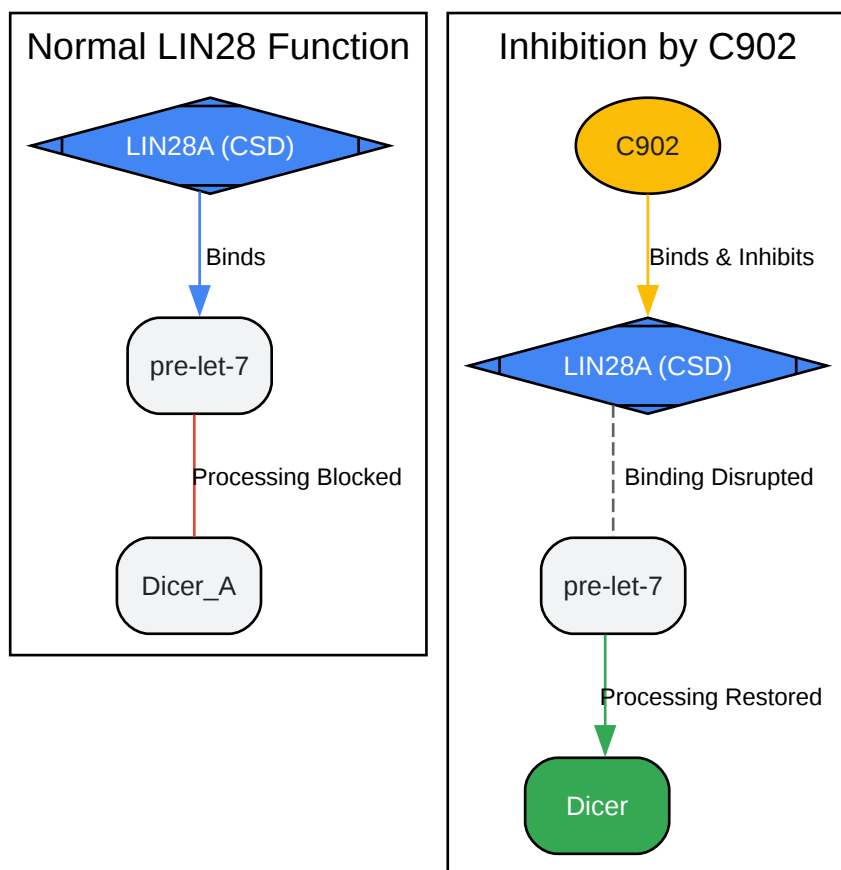 Normal LIN28 Function
LIN28A (CSD)
Binds
pre-let-7
Processing Blocked
Dicer_A
Inhibition by C902
C902
Binds & Inhibits
LIN28A (CSD)
Binding Disrupted
pre-let-7
Processing Restored
Dicer